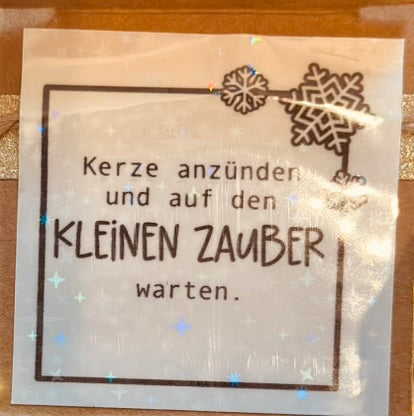 Kerze anzünden
und auf den
KLEiNEN ZAUBER
warten.